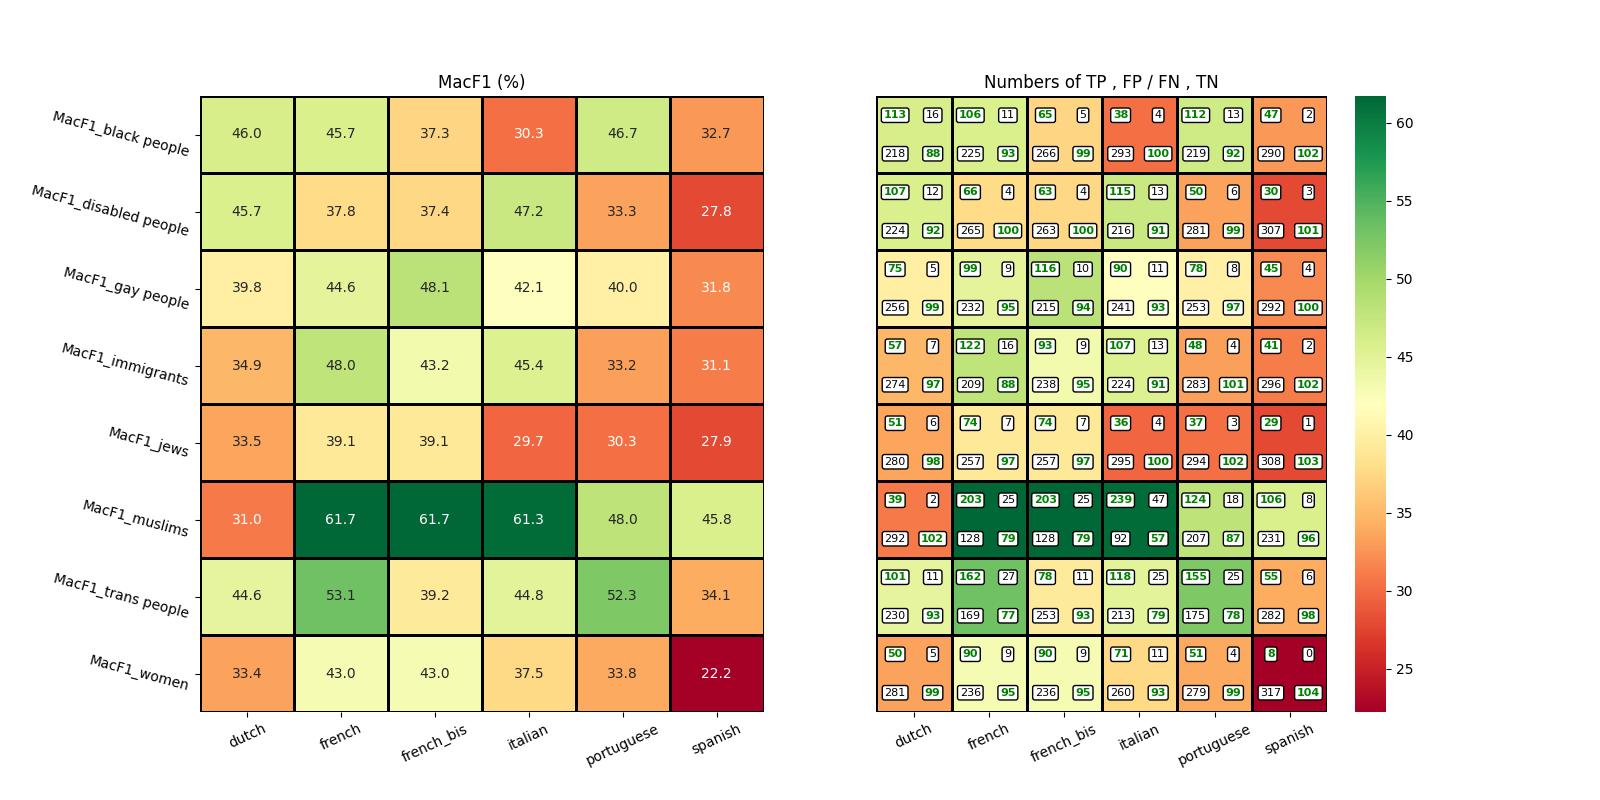 MacF1 (%)
MacF1_black people 46.0 45.7 37.3 30.3 46.7 32.7
MacF1_disabled people 45.7 37.8 37.4 47.2 33.3 27.8
MacF1_gay people 39.8 44.6 48.1 42.1 40.0 31.8
MacF1_immigrants 34.9 48.0 43.2 45.4 33.2 31.1
MacF1_jews 33.5 39.1 39.1 29.7 30.3 27.9
MacF1_muslims 31.0 61.7 61.7 61.3 48.0 45.8
MacF1_trans people 44.6 53.1 39.2 44.8 52.3 34.1
MacF1_women 33.4 43.0 43.0 37.5 33.8 22.2
dutch french french_bis italian portuguese spanish
Numbers of TP , FP / FN , TN
113 16 106 11 65 5 38 4 112 13 47 2
218 88 225 93 266 99 293 100 219 92 290 102
107 12 66 4 63 4 115 13 50 6 30 3
224 92 265 100 263 100 216 91 281 99 307 101
75 5 99 9 116 10 90 11 78 8 45 4
256 99 232 95 215 94 241 93 253 97 292 100
57 7 122 16 93 9 107 13 48 4 41 2
274 97 209 88 238 95 224 91 283 101 296 102
51 6 74 7 74 7 36 4 37 3 29 1
280 98 257 97 257 97 295 100 294 102 308 103
39 2 203 25 203 25 239 47 124 18 106 8
292 102 128 79 128 79 92 57 207 87 231 96
101 11 162 27 78 11 118 25 155 25 55 6
230 93 169 77 253 93 213 79 175 78 282 98
50 5 90 9 90 9 71 11 51 4 8 0
281 99 236 95 236 95 260 93 279 99 317 104
dutch french french_bis italian portuguese spanish
60
55
50
45
40
35
30
25